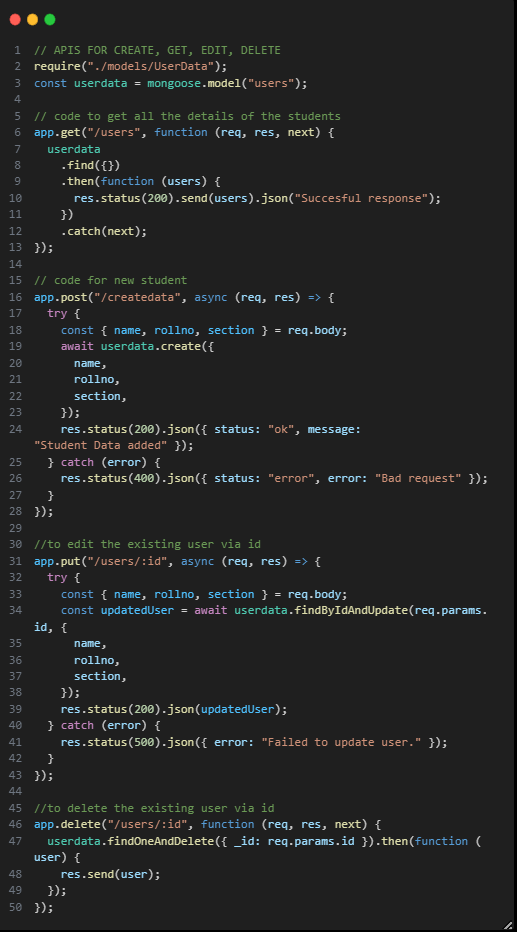 1 // APIS FOR CREATE, GET, EDIT, DELETE
2 require("./models/UserData");
3 const userdata = mongoose.model("users");
4
5 // code to get all the details of the students
6 app.get("/users", function (req, res, next) {
7   userdata
8     .find({})
9     .then(function (users) {
10       res.status(200).send(users).json("Succesful response");
11     })
12     .catch(next);
13 });
14
15 // code for new student
16 app.post("/createdata", async (req, res) => {
17   try {
18     const { name, rollno, section } = req.body;
19     await userdata.create({
20       name,
21       rollno,
22       section,
23     });
24     res.status(200).json({ status: "ok", message:
"Student Data added" });
25   } catch (error) {
26     res.status(400).json({ status: "error", error: "Bad request" });
27   }
28 });
29
30 //to edit the existing user via id
31 app.put("/users/:id", async (req, res) => {
32   try {
33     const { name, rollno, section } = req.body;
34     const updatedUser = await userdata.findByIdAndUpdate(req.params.
id, {
35       name,
36       rollno,
37       section,
38     });
39     res.status(200).json(updatedUser);
40   } catch (error) {
41     res.status(500).json({ error: "Failed to update user." });
42   }
43 });
44
45 //to delete the existing user via id
46 app.delete("/users/:id", function (req, res, next) {
47   userdata.findOneAndDelete({ _id: req.params.id }).then(function (
user) {
48     res.send(user);
49   });
50 });